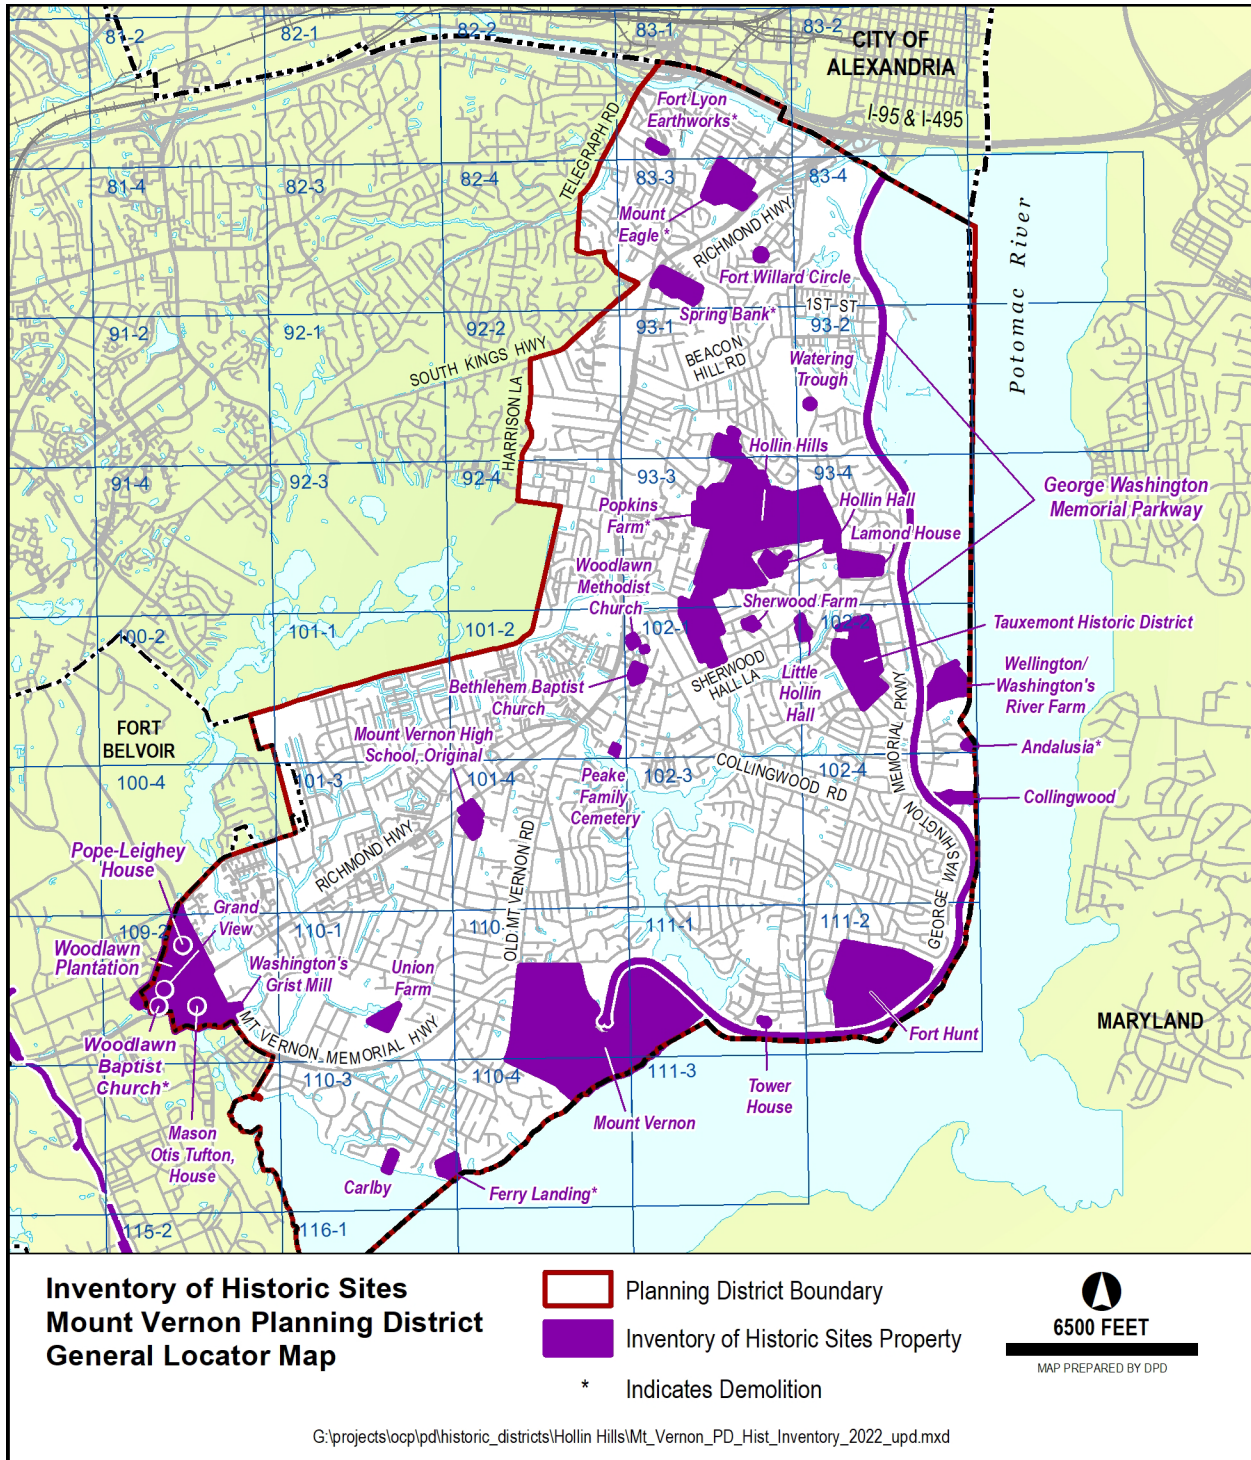 81-2
82-1
82-2
83-1
83-2
CITY OF
ALEXANDRIA
I-95 & I-495
Fort Lyon
Earthworks*
TELEGRAPH RD
81-4
82-3
82-4
83-3
83-4
Mount
Eagle *
RICHMOND HWY
Fort Willard Circle
Potomac River
Spring Bank*
1ST ST
91-2
92-1
92-2
93-1
93-2
SOUTH KINGS HWY
BEACON
HILL RD
Watering
Trough
HARRISON LA
Hollin Hills
91-4
92-3
92-4
93-3
93-4
George Washington
Memorial Parkway
Popkins
Farm*
Hollin Hall
Lamond House
Woodlawn
Methodist
Church
Sherwood Farm
100-2
101-1
101-2
102-1
102-2
Tauxemont Historic District
SHERWOOD
HALL LA
Little
Hollin
Hall
Wellington/
Washington's
River Farm
Bethlehem Baptist
Church
MEMORIAL PKWY
FORT
BELVOIR
Mount Vernon High
School, Original
Andalusia*
100-4
101-3
101-4
102-3
102-4
COLLINGWOOD RD
Peake
Family
Cemetery
Collingwood
RICHMOND HWY
OLD MT VERNON RD
GEORGE WASHINGTON
Pope-Leighey
House
Grand
View
109-2
110-1
110-
111-1
111-2
Woodlawn
Plantation
Washington's
Grist Mill
Union
Farm
MT VERNON MEMORIAL HWY
Fort Hunt
MARYLAND
Woodlawn
Baptist
Church*
110-3
110-4
111-3
Tower
House
Mount Vernon
Mason
Otis Tufton,
House
Carlby
Ferry Landing*
115-2
116-1
Inventory of Historic Sites
Mount Vernon Planning District
General Locator Map
Planning District Boundary
Inventory of Historic Sites Property
* Indicates Demolition
6500 FEET
MAP PREPARED BY DPD
G:\projects\ocp\pd\historic_districts\Hollin Hills\Mt_Vernon_PD_Hist_Inventory_2022_upd.mxd